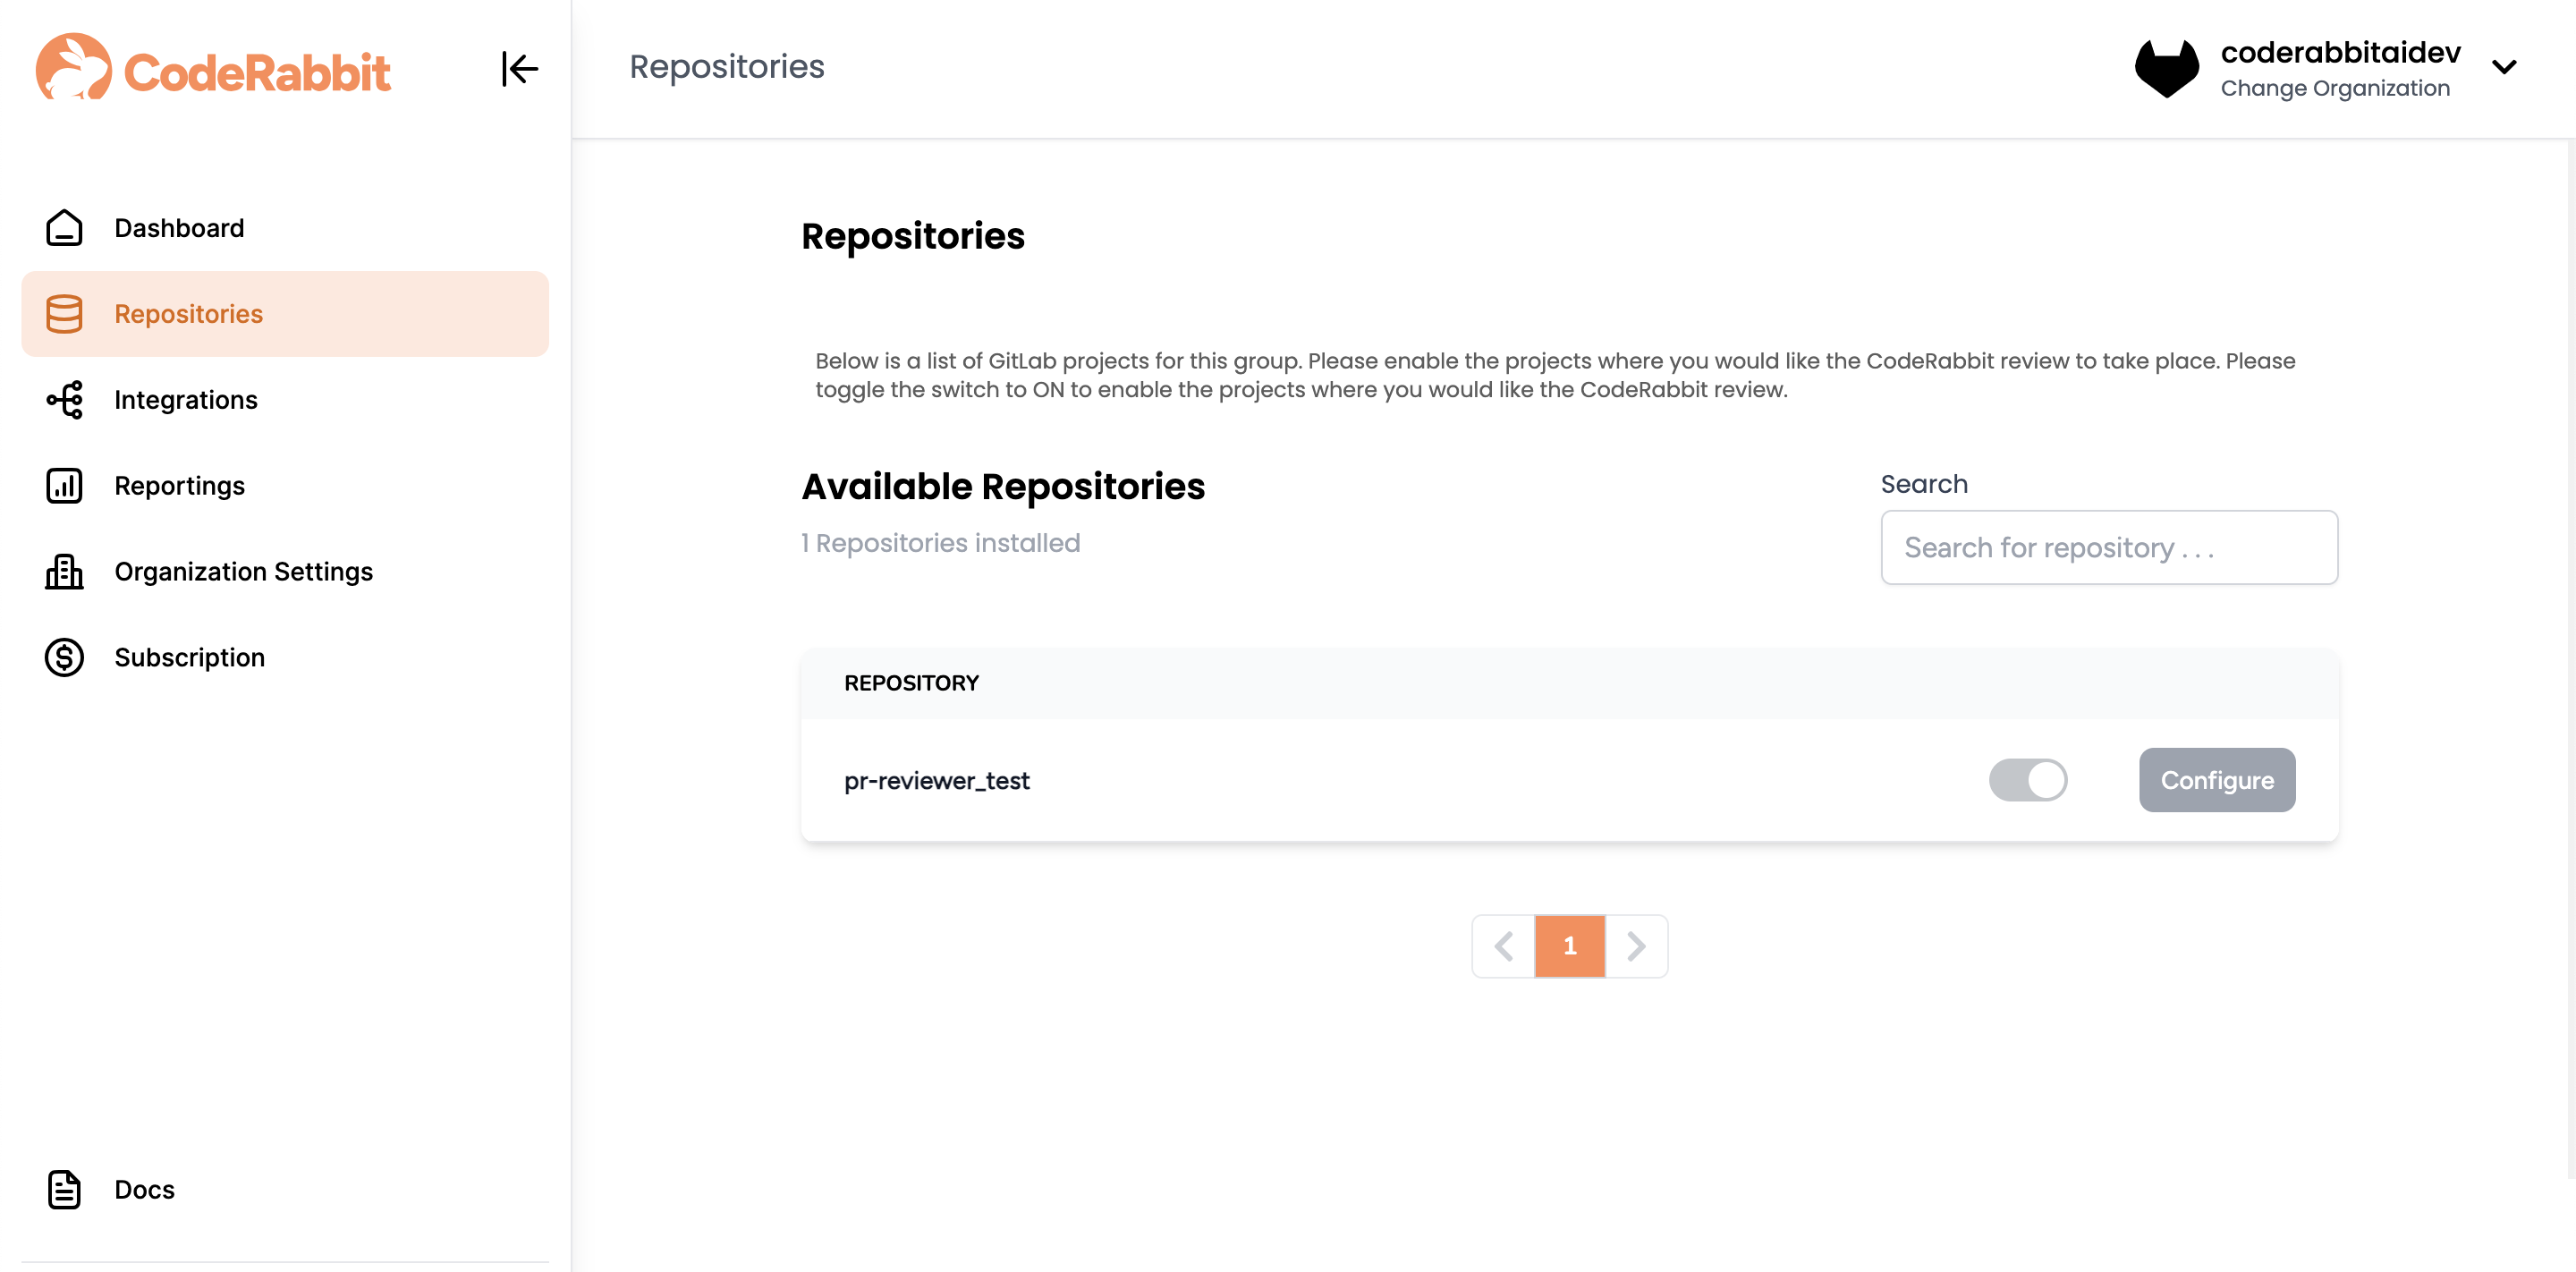 CodeRabbit
Repositories
coderabbitaidev
Change Organization
Dashboard
Repositories
Integrations
Reportings
Organization Settings
Subscription
Docs
Repositories
Below is a list of GitLab projects for this group. Please enable the projects where you would like the CodeRabbit review to take place. Please
toggle the switch to ON to enable the projects where you would like the CodeRabbit review.
Available Repositories
1 Repositories installed
Search
Search for repository . . .
REPOSITORY
pr-reviewer_test
Configure
1